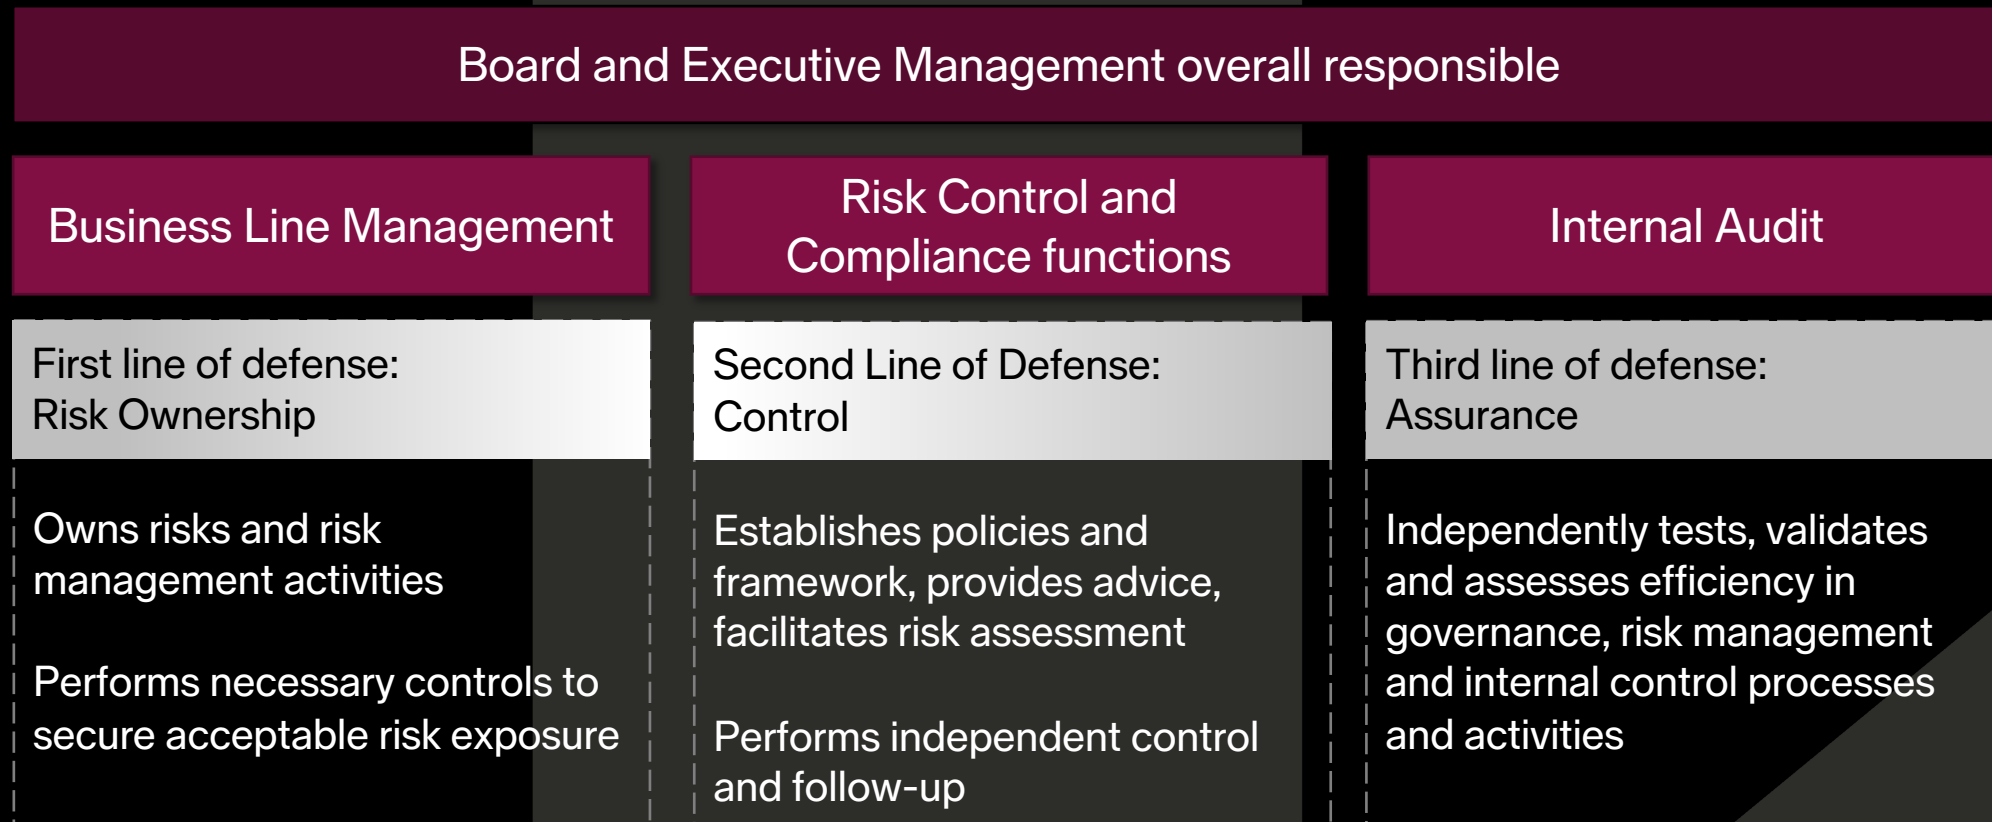 Board and Executive Management overall responsible
Business Line Management
Risk Control and
Compliance functions
Internal Audit
First line of defense:
Risk Ownership
Second Line of Defense:
Control
Third line of defense:
Assurance
Owns risks and risk
management activities
Performs necessary controls to
secure acceptable risk exposure
Establishes policies and
framework, provides advice,
facilitates risk assessment
Performs independent control
and follow-up
Independently tests, validates
and assesses efficiency in
governance, risk management
and internal control processes
and activities